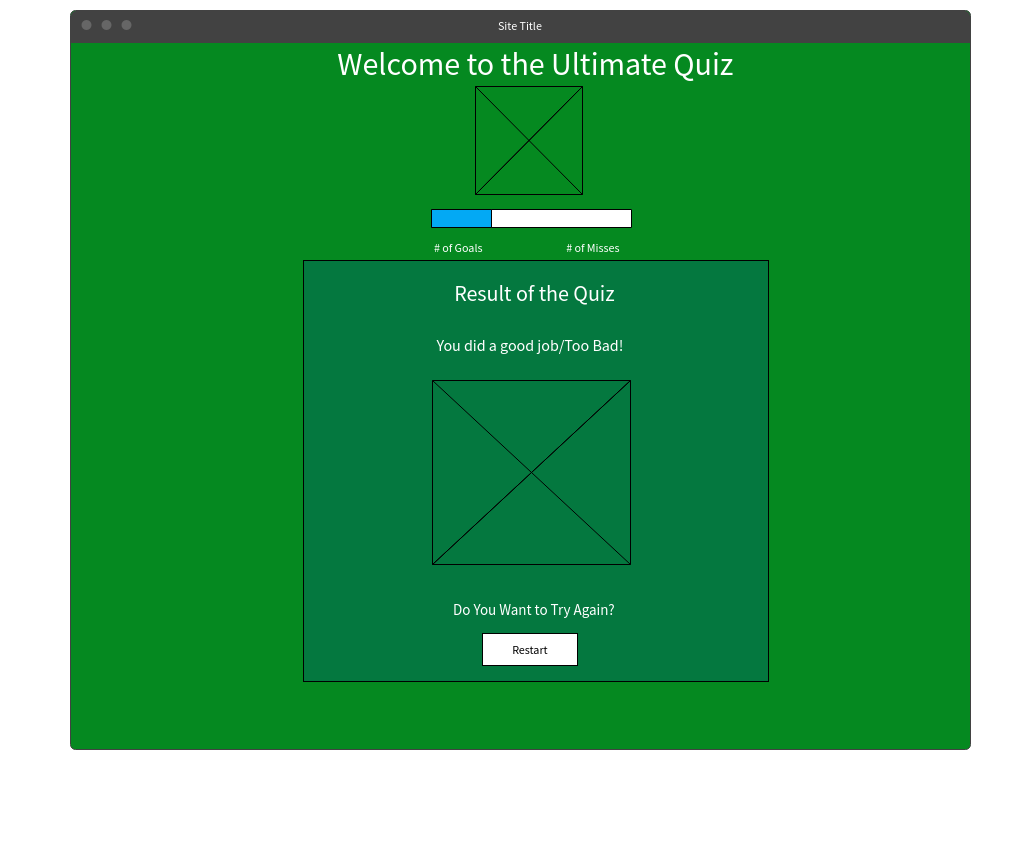 Site Title
Welcome to the Ultimate Quiz
# of Goals
# of Misses
Result of the Quiz
You did a good job/Too Bad!
Do You Want to Try Again?
Restart